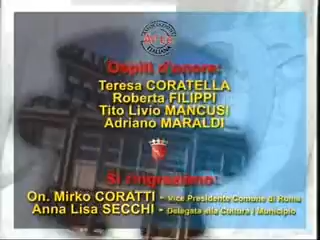 Ospiti d'onore:
Teresa CORATELLA
Roberta FILIPPI
Tito Livio MANCUSI
Adriano MARALDI
Si ringraziano:
On. Mirko CORATTI - Vice Presidente Comune di Roma
Anna Lisa SECCHI - Delegata alla Cultura I Municipio